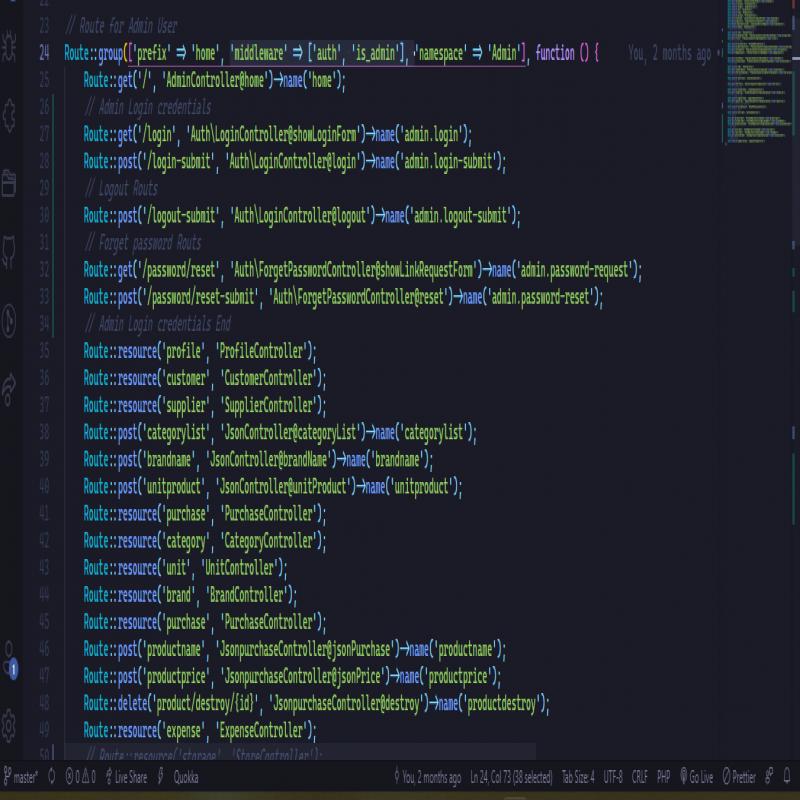 22
23 // Route for Admin User
24 Route::group(['prefix' => 'home', 'middleware' => ['auth', 'is_admin'], 'namespace' => 'Admin'], function () { You, 2 months ago
25 Route::get('/', 'AdminController@home')->name('home');
26 // Admin Login credentials
27 Route::get('/login', 'Auth\LoginController@showLoginForm')->name('admin.login');
28 Route::post('/login-submit', 'Auth\LoginController@login')->name('admin.login-submit');
29 // Logout Routs
30 Route::post('/logout-submit', 'Auth\LoginController@logout')->name('admin.logout-submit');
31 // Forget password Routs
32 Route::get('/password/reset', 'Auth\ForgetPasswordController@showLinkRequestForm')->name('admin.password-request');
33 Route::post('/password/reset-submit', 'Auth\ForgetPasswordController@reset')->name('admin.password-reset');
34 // Admin Login credentials End
35 Route::resource('profile', 'ProfileController');
36 Route::resource('customer', 'CustomerController');
37 Route::resource('supplier', 'SupplierController');
38 Route::post('categorylist', 'JsonController@categoryList')->name('categorylist');
39 Route::post('brandname', 'JsonController@brandName')->name('brandname');
40 Route::post('unitproduct', 'JsonController@unitProduct')->name('unitproduct');
41 Route::resource('purchase', 'PurchaseController');
42 Route::resource('category', 'CategoryController');
43 Route::resource('unit', 'UnitController');
44 Route::resource('brand', 'BrandController');
45 Route::resource('purchase', 'PurchaseController');
46 Route::post('productname', 'JsonpurchaseController@jsonPurchase')->name('productname');
47 Route::post('productprice', 'JsonpurchaseController@jsonPrice')->name('productprice');
48 Route::delete('product/destroy/{id}', 'JsonpurchaseController@destroy')->name('productdestroy');
49 Route::resource('expense', 'ExpenseController');
50 // Route::resource('storage', 'StoreController');
1
master* 0 0 Live Share Quokka You, 2 months ago Ln 24, Col 73 (38 selected) Tab Size: 4 UTF-8 CRLF PHP Go Live Prettier